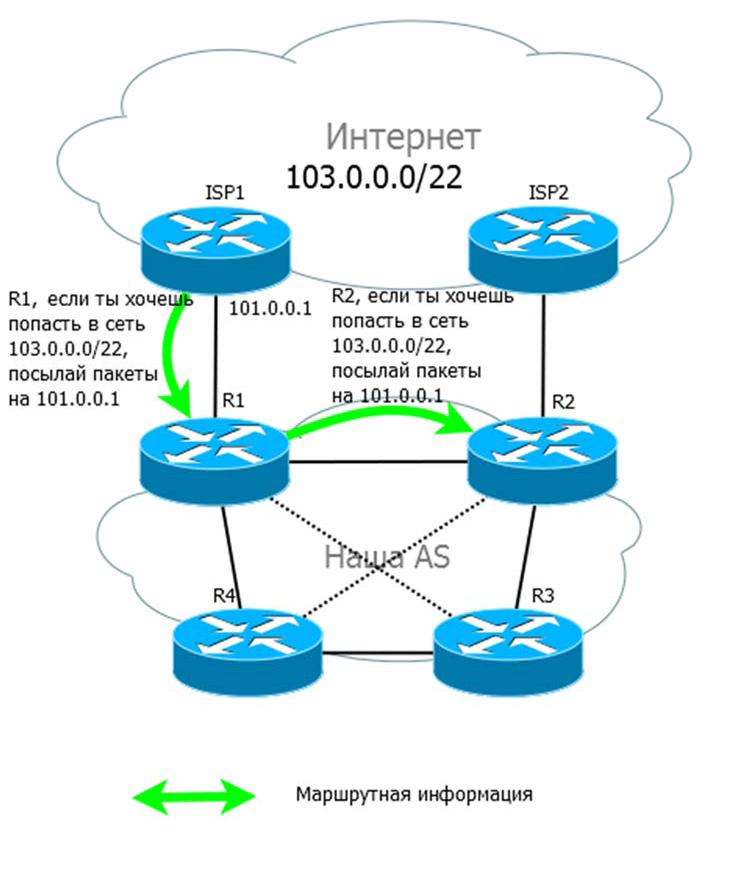 Интернет
103.0.0.0/22
ISP1
ISP2
R1, если ты хочешь
попасть в сеть
103.0.0.0/22,
посылай пакеты
на 101.0.0.1
101.0.0.1
R2, если ты хочешь
попасть в сеть
103.0.0.0/22,
посылай пакеты
на 101.0.0.1
R1
R2
Наша AS
R4
R3
Маршрутная информация